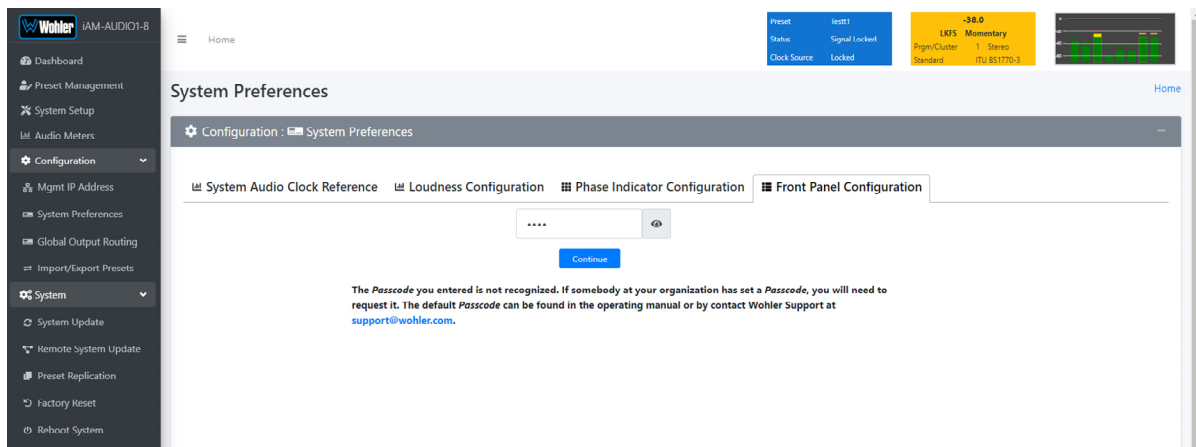 Wohler iAM-AUDIO1-8
Dashboard
Preset Management
System Setup
Audio Meters
Configuration
Mgmt IP Address
System Preferences
Global Output Routing
Import/Export Presets
System
System Update
Remote System Update
Preset Replication
Factory Reset
Reboot System
Home
Preset Testt1
Status Signal Locked
Clock Source Locked
-38.0
LKFS Momentary
Prgm/Cluster 1 Stereo
Standard ITU BS1770-3
System Preferences
Home
Configuration : System Preferences
System Audio Clock Reference Loudness Configuration Phase Indicator Configuration Front Panel Configuration
Continue
The Passcode you entered is not recognized. If somebody at your organization has set a Passcode, you will need to
request it. The default Passcode can be found in the operating manual or by contact Wohler Support at
support@wohler.com.